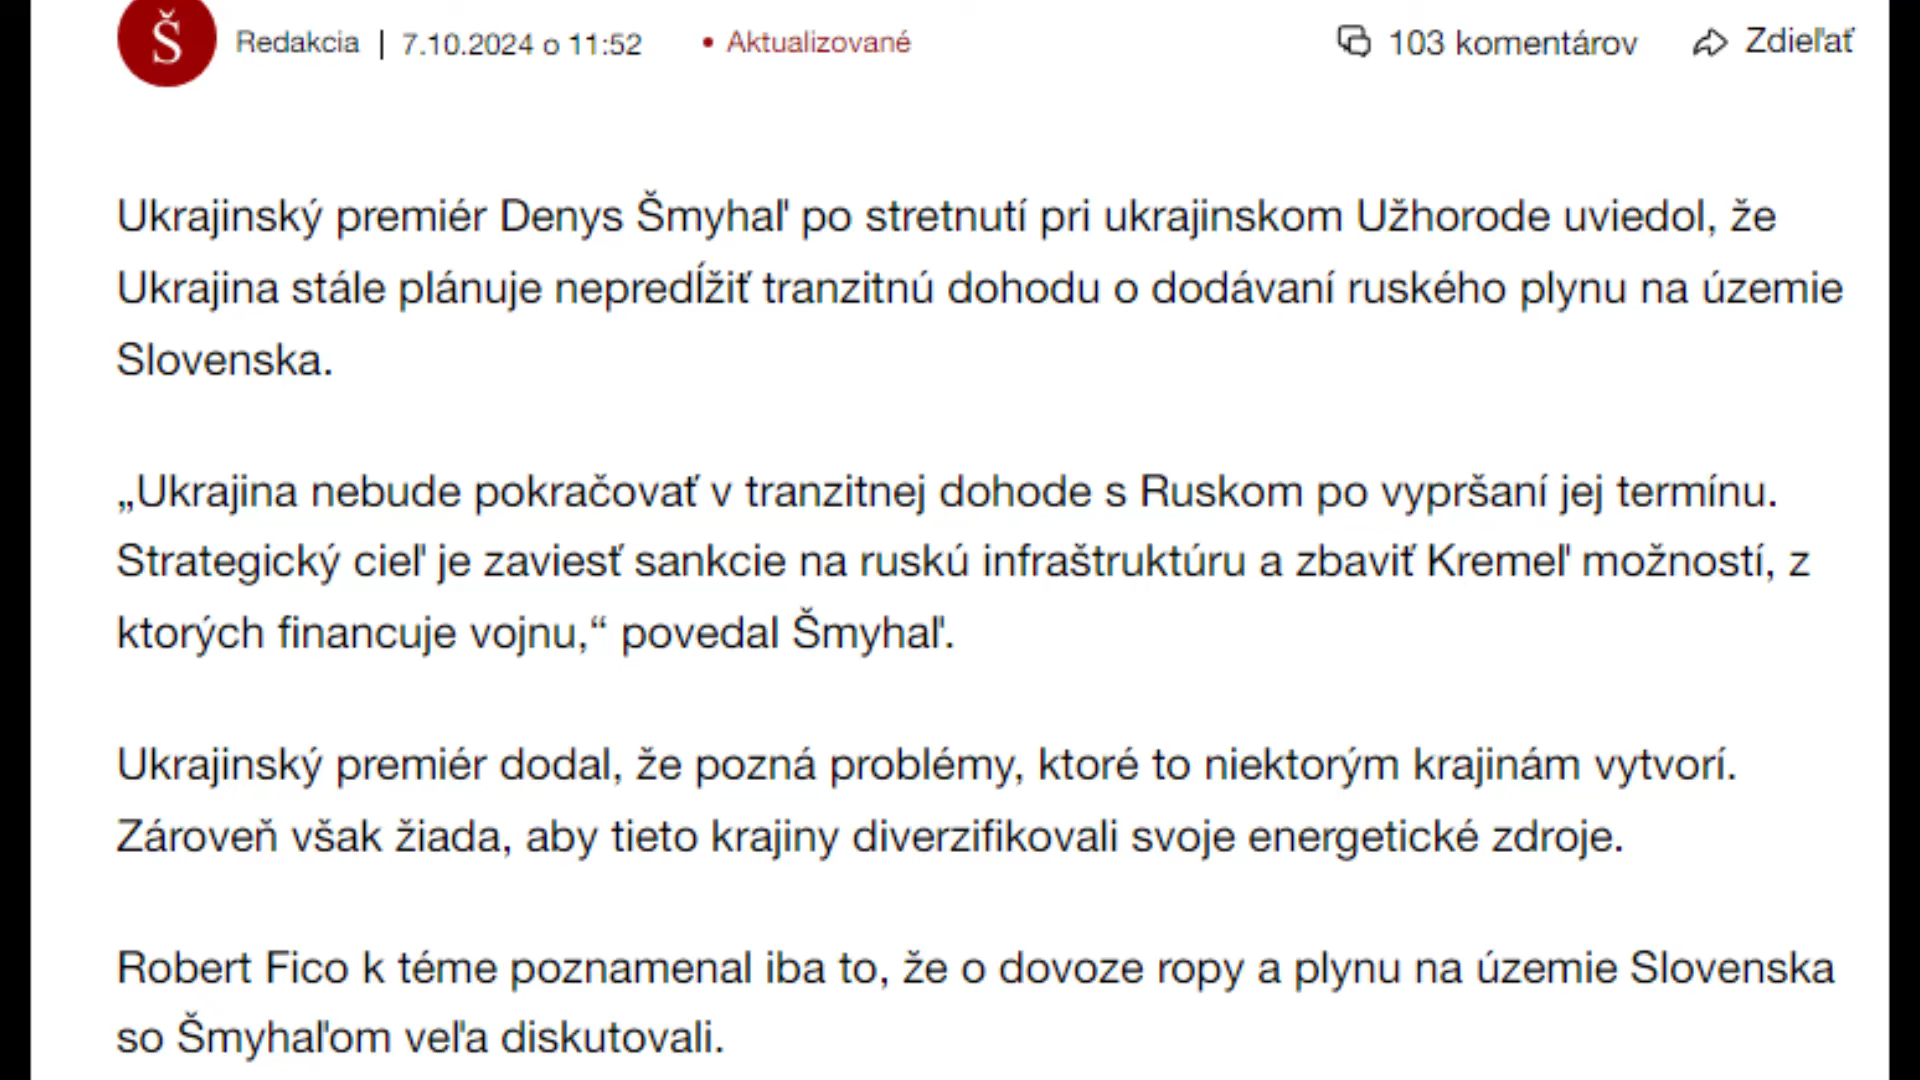 Š Redakcia | 7.10.2024 o 11:52 • Aktualizované 103 komentárov Zdieľať
Ukrajinský premiér Denys Šmyhaľ po stretnutí pri ukrajinskom Užhorode uviedol, že
Ukrajina stále plánuje nepredĺžiť tranzitnú dohodu o dodávaní ruského plynu na územie
Slovenska.
„Ukrajina nebude pokračovať v tranzitnej dohode s Ruskom po vypršaní jej termínu.
Strategický cieľ je zaviesť sankcie na ruskú infraštruktúru a zbaviť Kremeľ možností, z
ktorých financuje vojnu,“ povedal Šmyhaľ.
Ukrajinský premiér dodal, že pozná problémy, ktoré to niektorým krajinám vytvorí.
Zároveň však žiada, aby tieto krajiny diverzifikovali svoje energetické zdroje.
Robert Fico k téme poznamenal iba to, že o dovoze ropy a plynu na územie Slovenska
so Šmyhaľom veľa diskutovali.